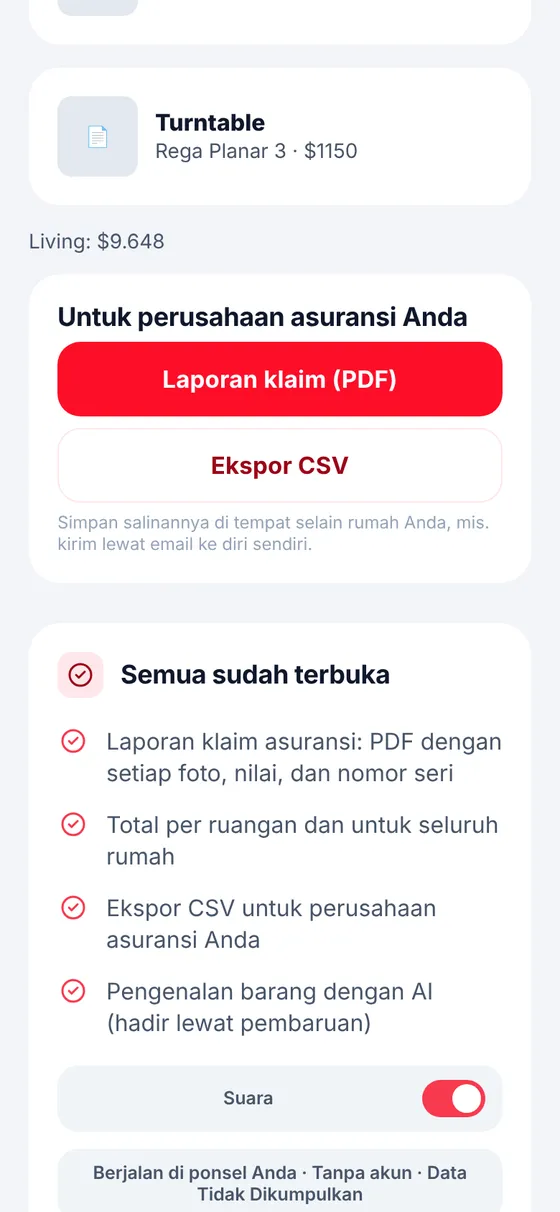 Turntable
Rega Planar 3 · $1150
Living: $9.648
Untuk perusahaan asuransi Anda
Laporan klaim (PDF)
Ekspor CSV
Simpan salinannya di tempat selain rumah Anda, mis.
kirim lewat email ke diri sendiri.
Semua sudah terbuka
Laporan klaim asuransi: PDF dengan
setiap foto, nilai, dan nomor seri
Total per ruangan dan untuk seluruh
rumah
Ekspor CSV untuk perusahaan
asuransi Anda
Pengenalan barang dengan AI
(hadir lewat pembaruan)
Suara
Berjalan di ponsel Anda · Tanpa akun · Data
Tidak Dikumpulkan